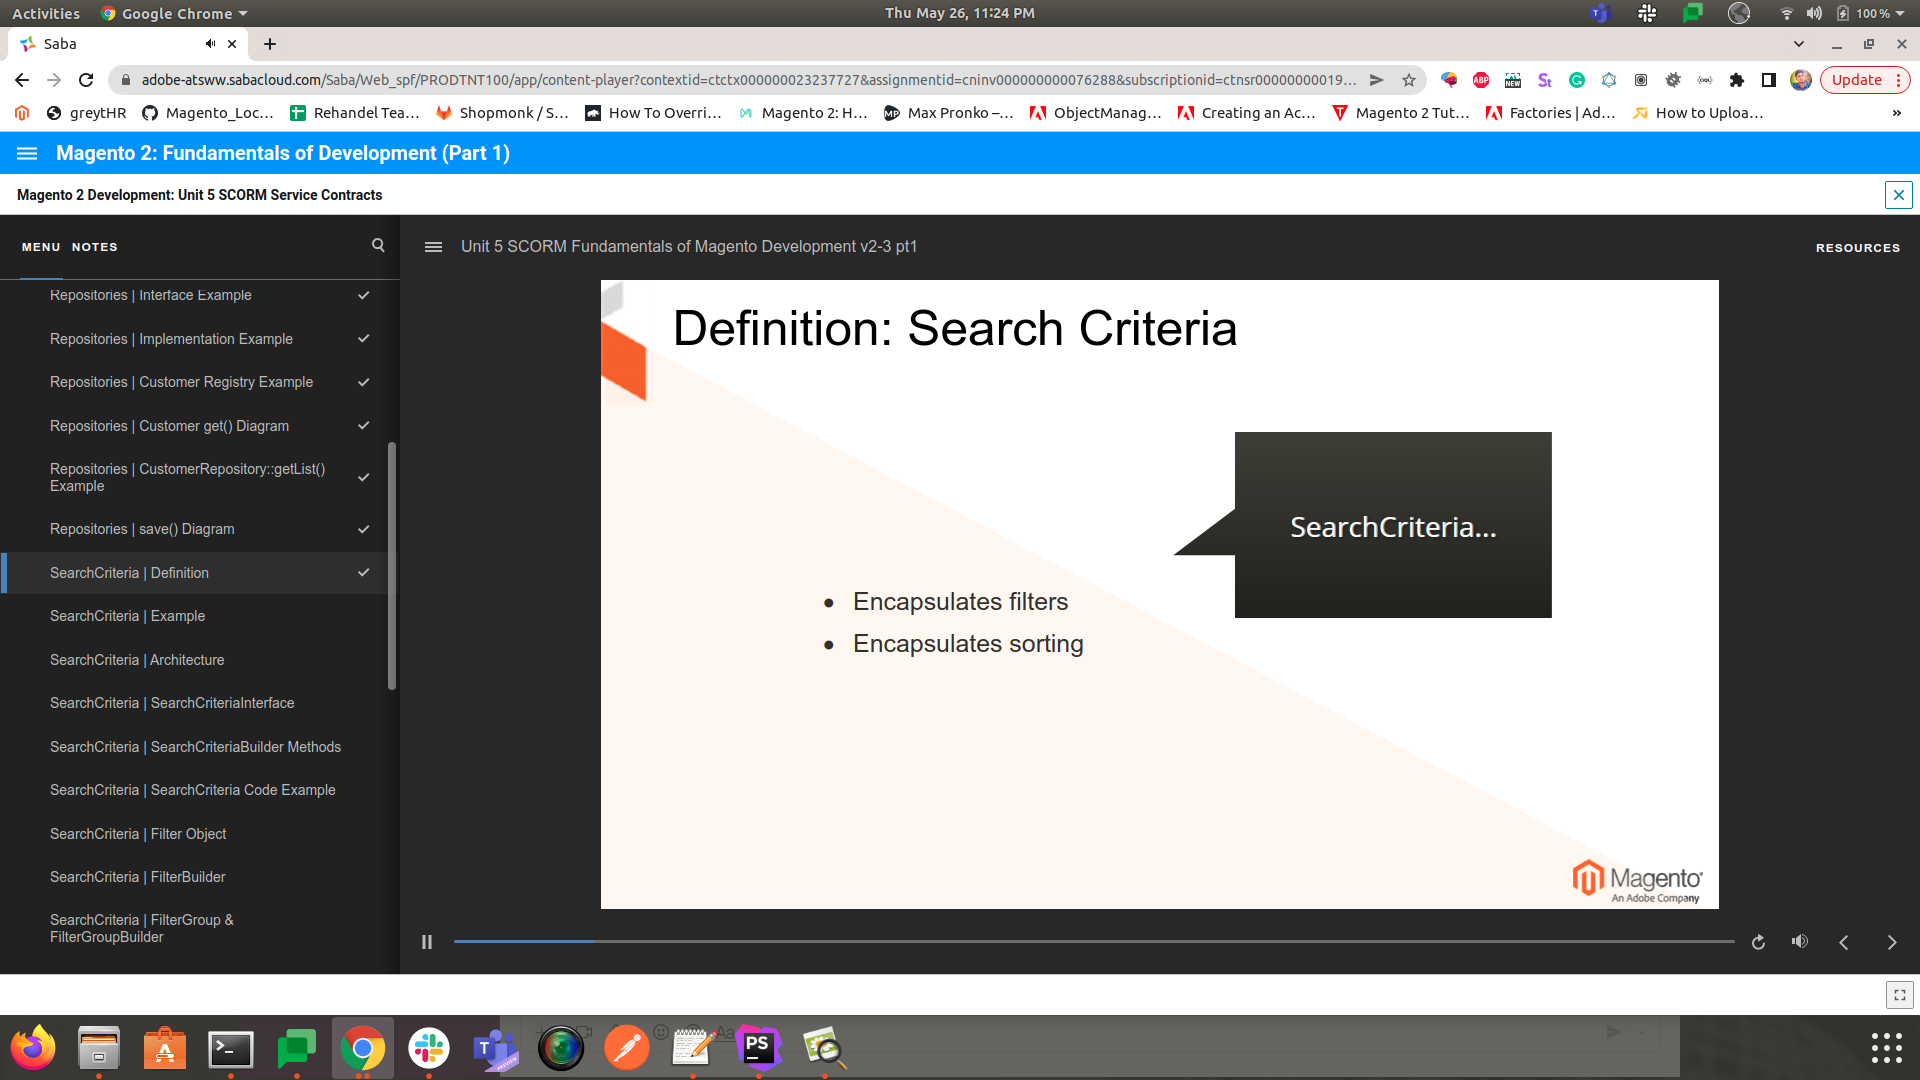 Activities Google Chrome Thu May 26, 11:24 PM 100 %
Saba
adobe-atsww.sabacloud.com/Saba/Web_spf/PRODTNT100/app/content-player?contextid=ctctx000000023237727&assignmentid=cninv000000000076288&subscriptionid=ctnsr00000000019... Update
greytHR Magento_Loc... Rehandel Tea... Shopmonk / S... How To Overri... Magento 2: H... Max Pronko –... ObjectManag... Creating an Ac... Magento 2 Tut... Factories | Ad... How to Uploa... »
Magento 2: Fundamentals of Development (Part 1)
Magento 2 Development: Unit 5 SCORM Service Contracts
MENU NOTES
Unit 5 SCORM Fundamentals of Magento Development v2-3 pt1
RESOURCES
Repositories | Interface Example
Repositories | Implementation Example
Repositories | Customer Registry Example
Repositories | Customer get() Diagram
Repositories | CustomerRepository::getList()
Example
Repositories | save() Diagram
SearchCriteria | Definition
SearchCriteria | Example
SearchCriteria | Architecture
SearchCriteria | SearchCriteriaInterface
SearchCriteria | SearchCriteriaBuilder Methods
SearchCriteria | SearchCriteria Code Example
SearchCriteria | Filter Object
SearchCriteria | FilterBuilder
SearchCriteria | FilterGroup &
FilterGroupBuilder
Definition: Search Criteria
SearchCriteria...
• Encapsulates filters
• Encapsulates sorting
Magento
An Adobe Company